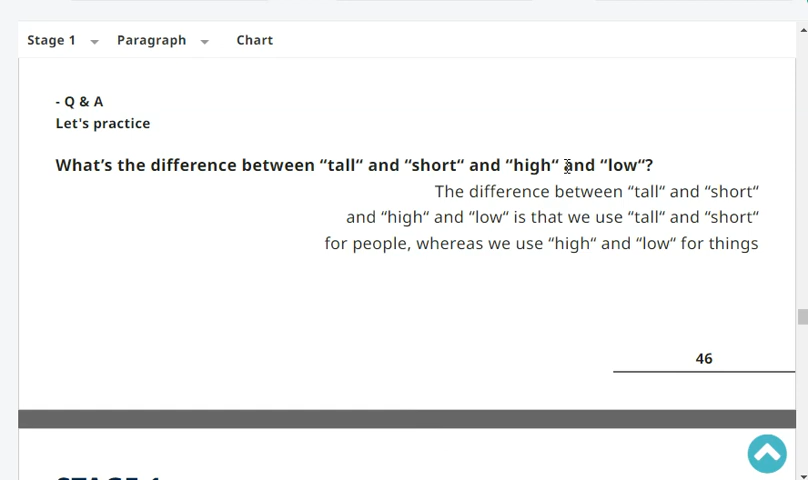 Stage 1 Paragraph Chart
- Q & A
Let's practice
What’s the difference between “tall“ and “short“ and “high“ and “low“?
The difference between “tall“ and “short“
and “high“ and “low“ is that we use “tall“ and “short“
for people, whereas we use “high“ and “low“ for things
46